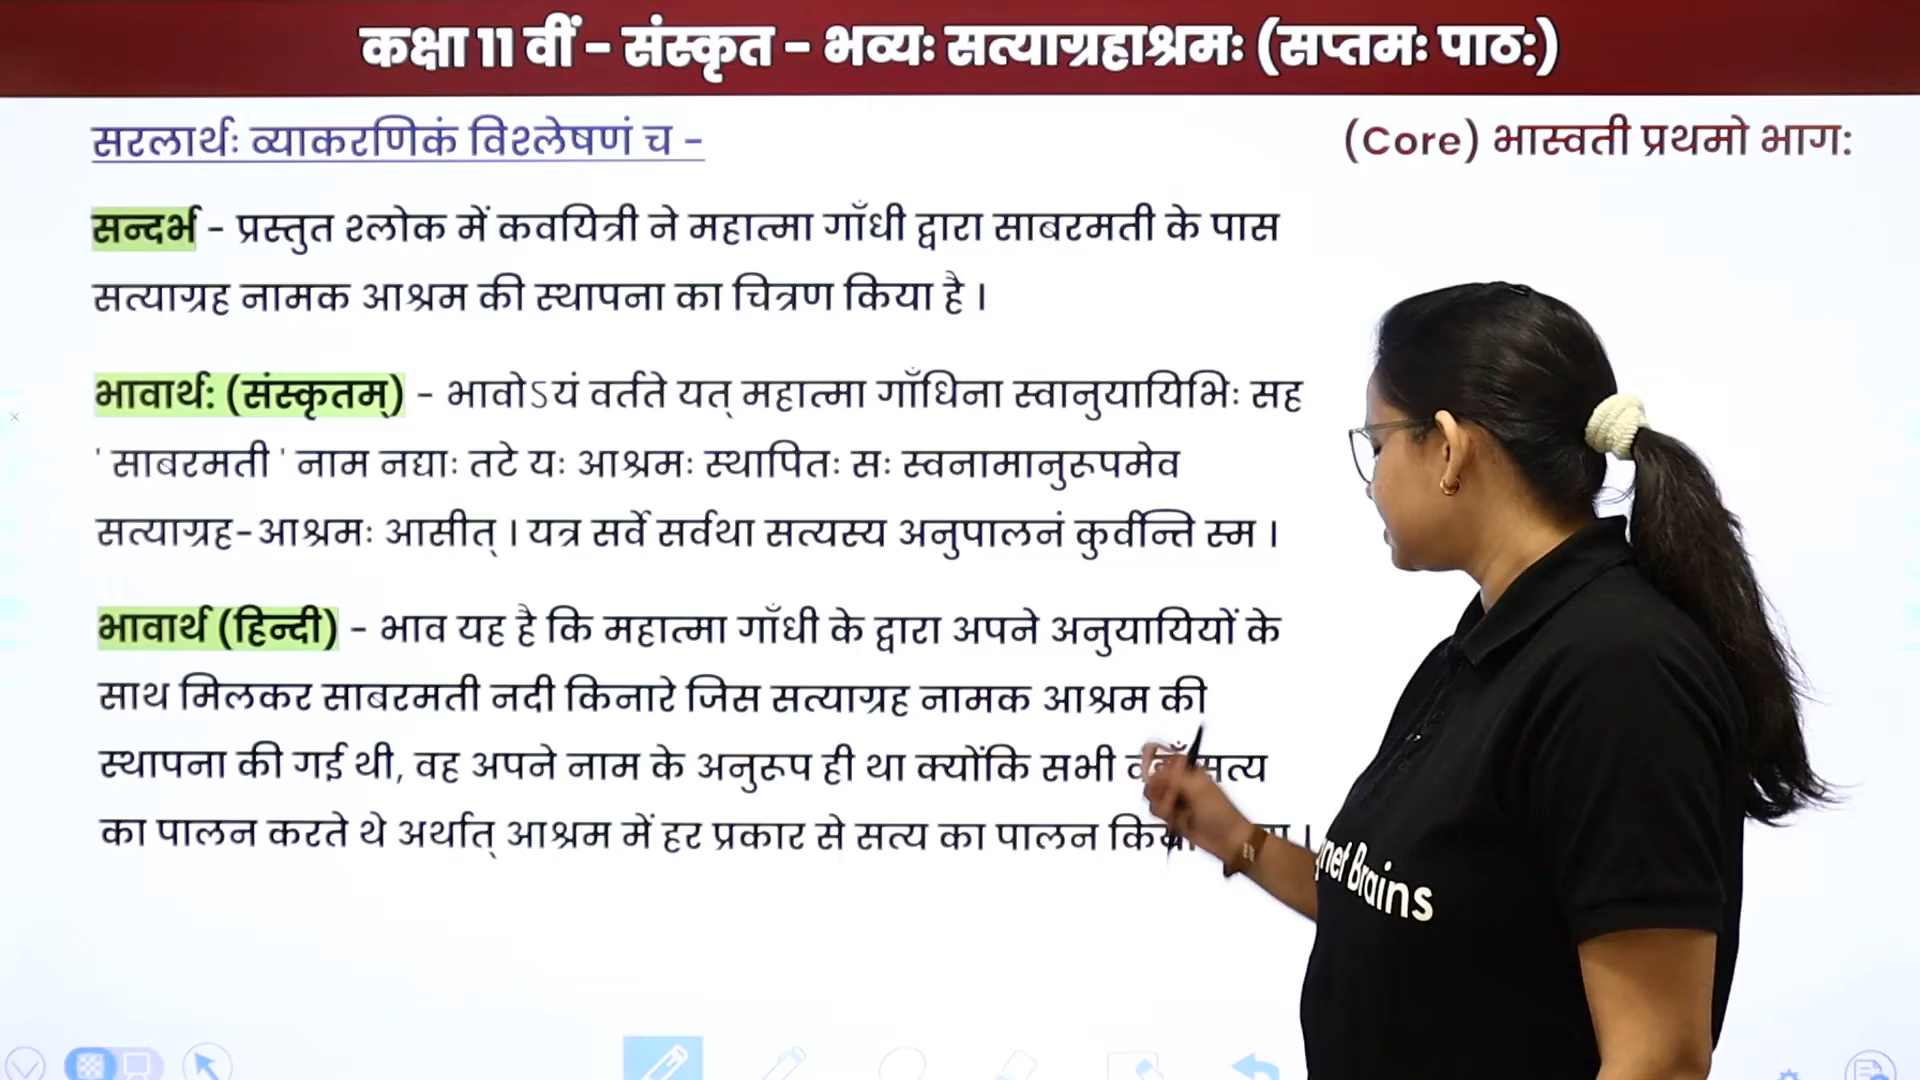 कक्षा 11 वीं - संस्कृत - भव्यः सत्याग्रहाश्रमः (सप्तमः पाठ:)
सरलार्थः व्याकरणिकं विश्लेषणं च -
(Core) भास्वती प्रथमो भाग:
सन्दर्भ - प्रस्तुत श्लोक में कवयित्री ने महात्मा गाँधी द्वारा साबरमती के पास
सत्याग्रह नामक आश्रम की स्थापना का चित्रण किया है ।
भावार्थ: (संस्कृतम्) - भावोऽयं वर्तते यत् महात्मा गाँधिना स्वानुयायिभिः सह
' साबरमती ' नाम नद्याः तटे यः आश्रमः स्थापितः सः स्वनामानुरूपमेव
सत्याग्रह-आश्रमः आसीत् । यत्र सर्वे सर्वथा सत्यस्य अनुपालनं कुर्वन्ति स्म ।
भावार्थ (हिन्दी) - भाव यह है कि महात्मा गाँधी के द्वारा अपने अनुयायियों के
साथ मिलकर साबरमती नदी किनारे जिस सत्याग्रह नामक आश्रम की
स्थापना की गई थी, वह अपने नाम के अनुरूप ही था क्योंकि सभी सत्य
का पालन करते थे अर्थात् आश्रम में हर प्रकार से सत्य का पालन ।
Brains